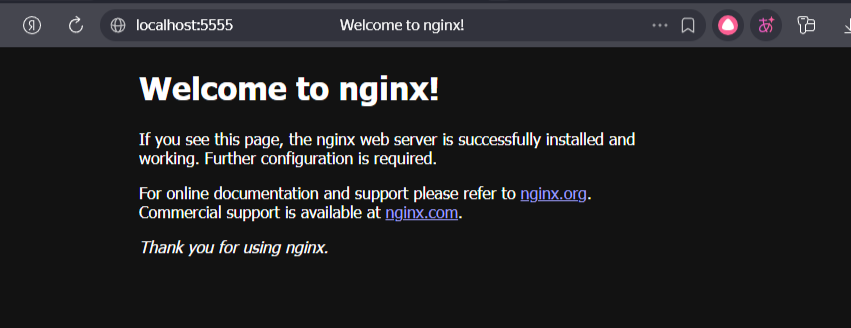 localhost:5555 Welcome to nginx!
Welcome to nginx!
If you see this page, the nginx web server is successfully installed and
working. Further configuration is required.
For online documentation and support please refer to nginx.org.
Commercial support is available at nginx.com.
Thank you for using nginx.